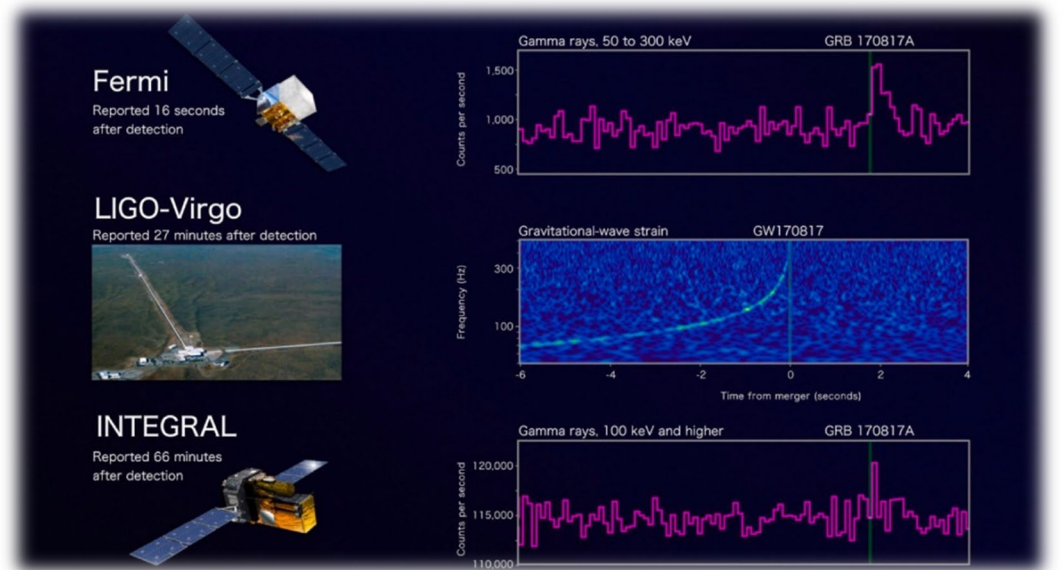 Fermi
Reported 16 seconds
after detection
Gamma rays, 50 to 300 keV
GRB 170817A
Counts per second
1,500
1,000
500
LIGO-Virgo
Reported 27 minutes after detection
Gravitational-wave strain
GW170817
Frequency (Hz)
300
100
-6
-4
-2
0
2
4
Time from merger (seconds)
INTEGRAL
Reported 66 minutes
after detection
Gamma rays, 100 keV and higher
GRB 170817A
Counts per second
120,000
115,000
110,000